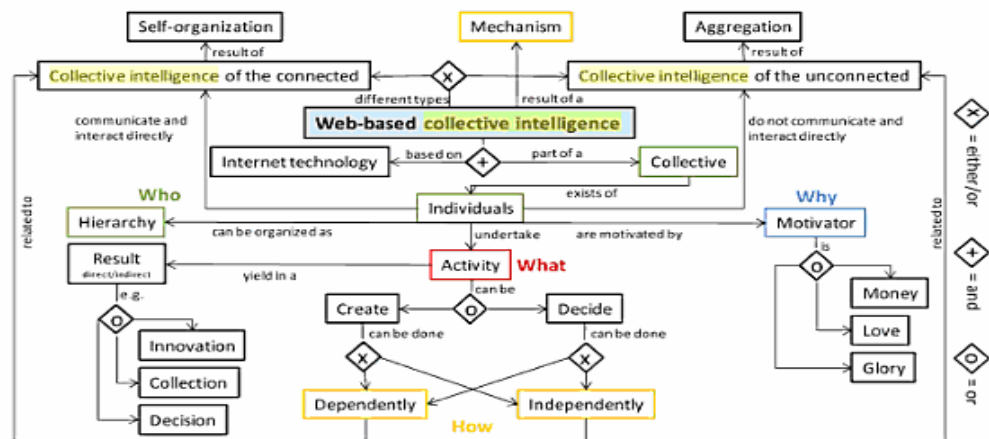 Self-organization
Mechanism
Aggregation
result of
result of
Collective intelligence of the connected
X
Collective intelligence of the unconnected
different types
result of a
communicate and
interact directly
Web-based collective intelligence
do not communicate and
interact directly
X = either/or
Internet technology
based on
+
part of a
Collective
Who
exists of
Why
related to
Hierarchy
can be organized as
Individuals
are motivated by
Motivator
related to
undertake
Result
direct/indirect
yield in a
Activity
What
is
O
+ = and
e.g.
can be
Money
O
Create
O
Decide
Love
Innovation
can be done
can be done
Glory
O = or
X
X
Collection
Decision
Dependently
Independently
How